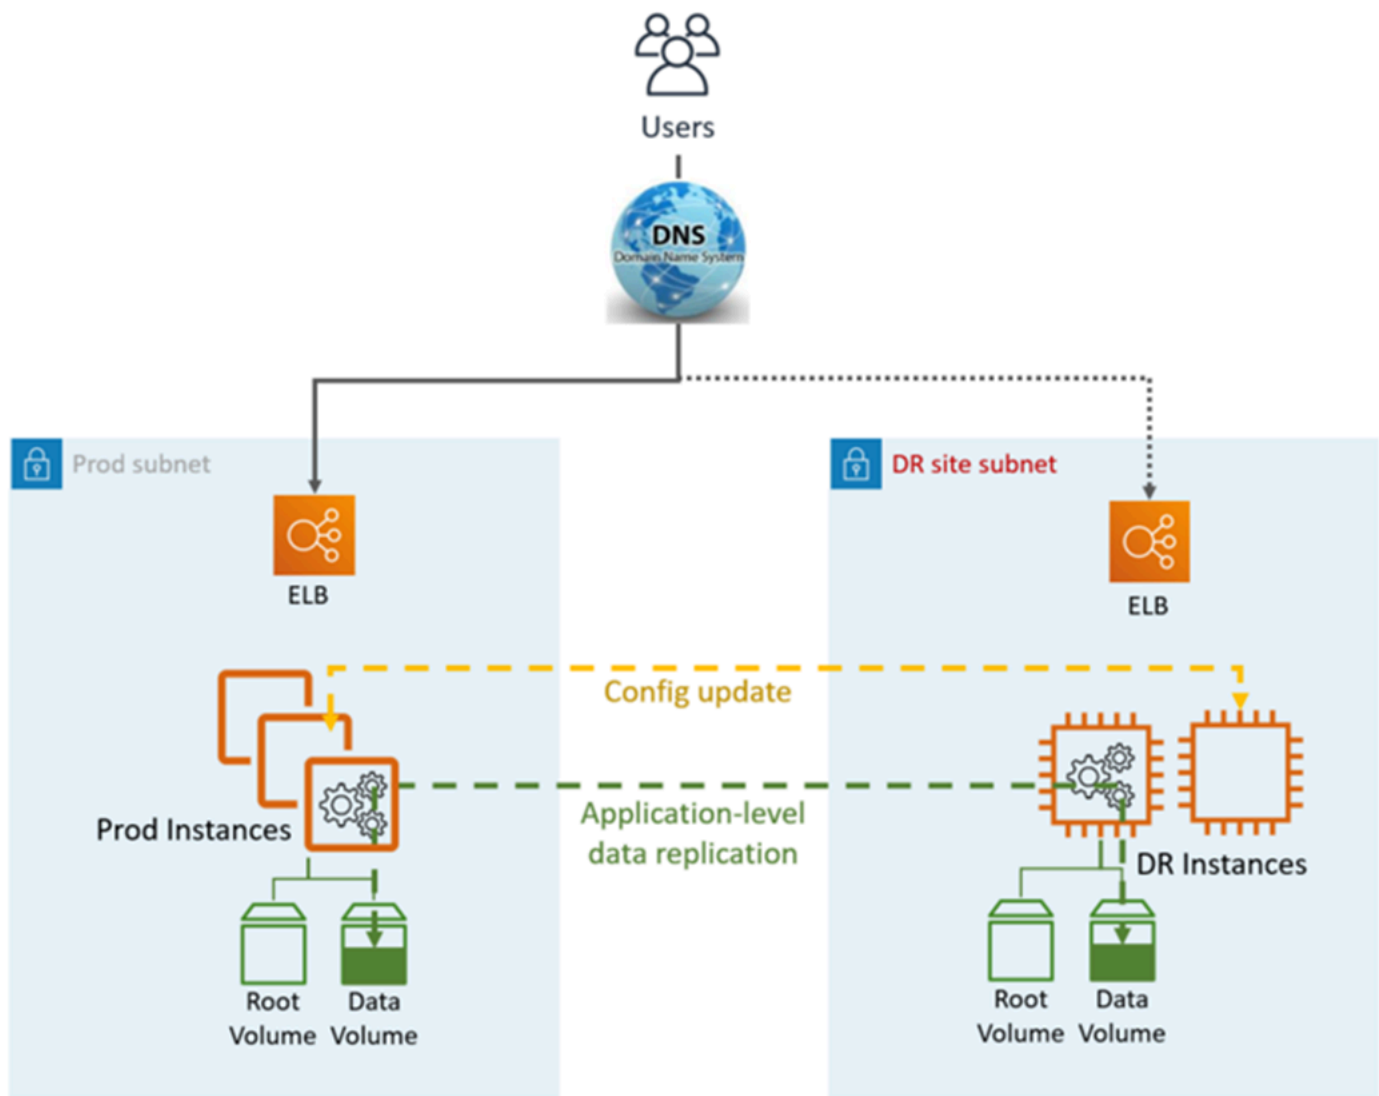 Users
DNS
Domain Name System
Prod subnet
DR site subnet
ELB
ELB
Config update
Application-level
data replication
Prod Instances
DR Instances
Root
Volume
Data
Volume
Root
Volume
Data
Volume